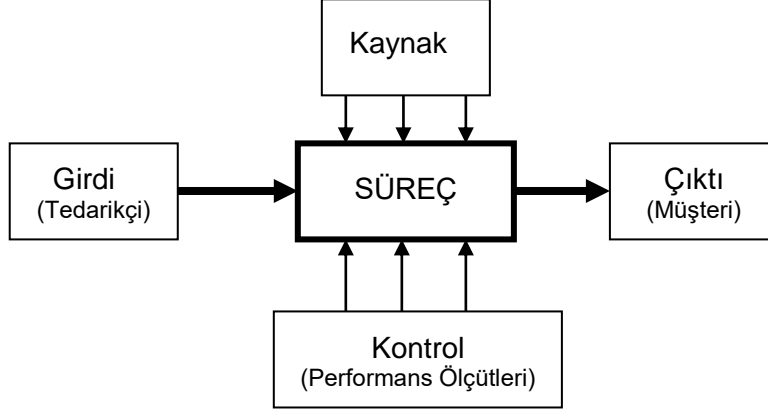 Kaynak
Girdi
(Tedarikçi)
SÜREÇ
Çıktı
(Müşteri)
Kontrol
(Performans Ölçütleri)